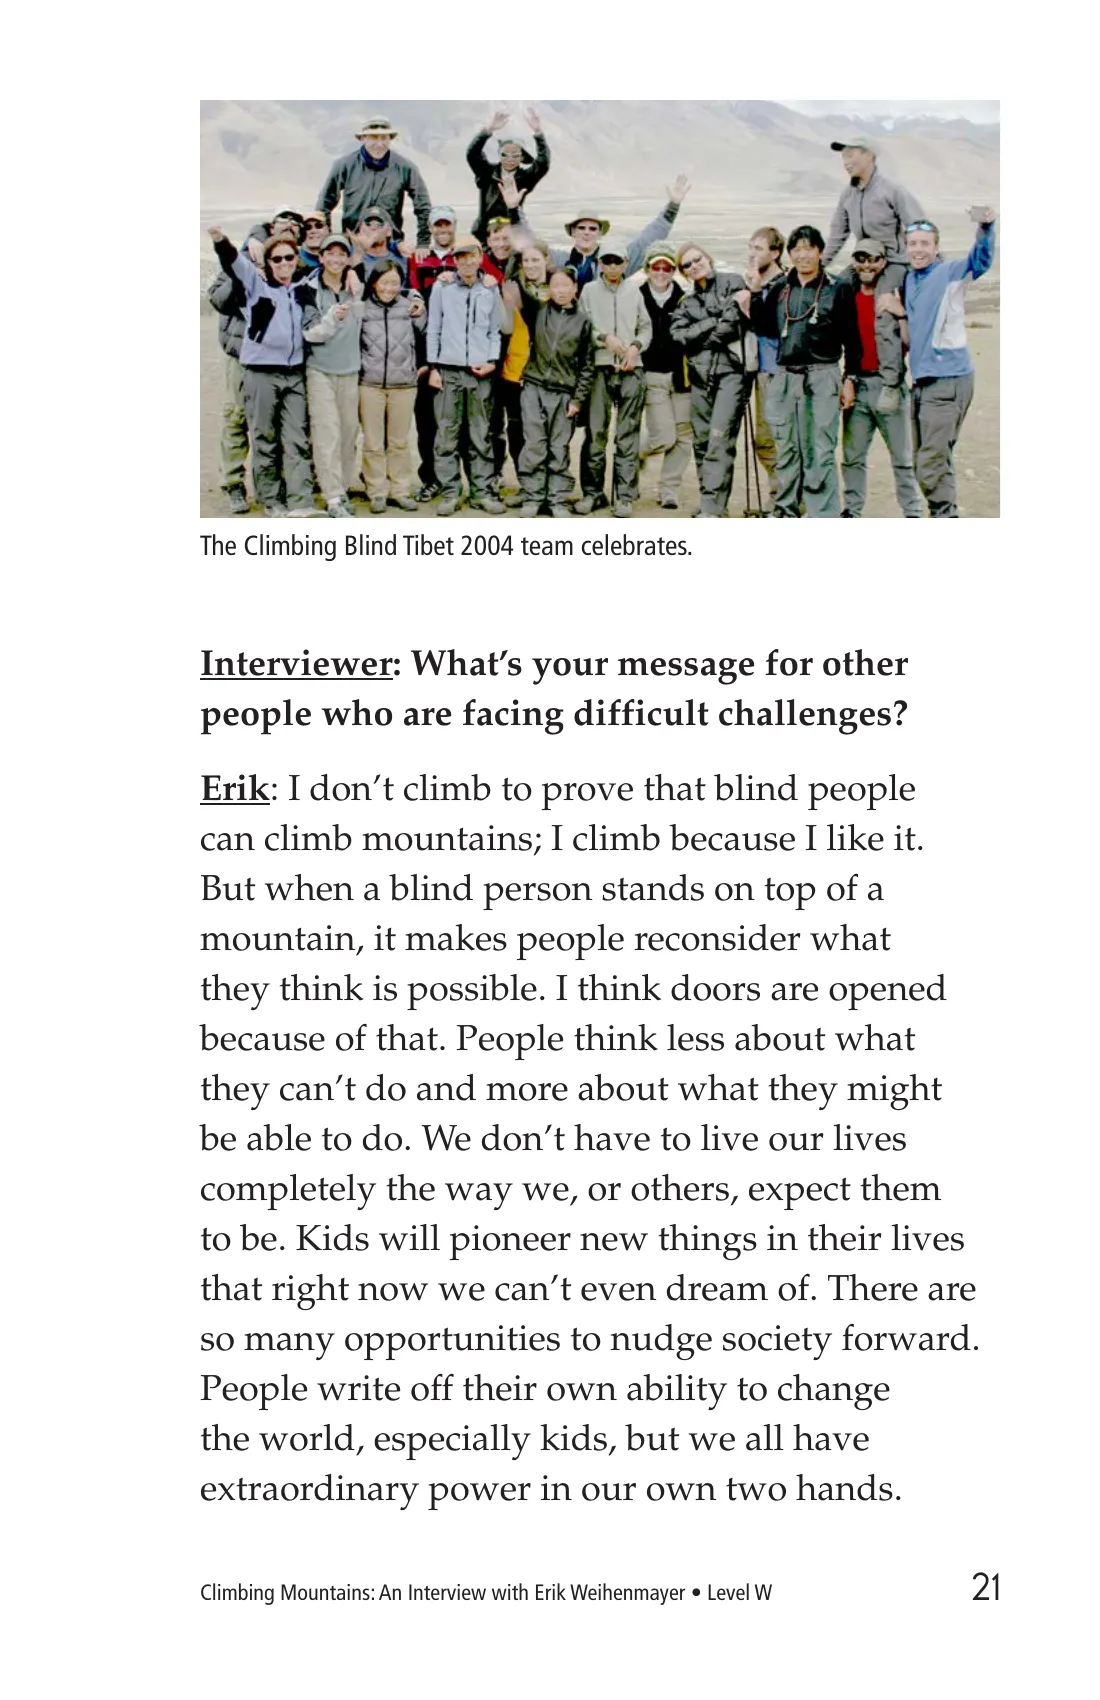 The Climbing Blind Tibet 2004 team celebrates.
Interviewer: What’s your message for other
people who are facing difficult challenges?
Erik: I don’t climb to prove that blind people
can climb mountains; I climb because I like it.
But when a blind person stands on top of a
mountain, it makes people reconsider what
they think is possible. I think doors are opened
because of that. People think less about what
they can’t do and more about what they might
be able to do. We don’t have to live our lives
completely the way we, or others, expect them
to be. Kids will pioneer new things in their lives
that right now we can’t even dream of. There are
so many opportunities to nudge society forward.
People write off their own ability to change
the world, especially kids, but we all have
extraordinary power in our own two hands.
Climbing Mountains: An Interview with Erik Weihenmayer • Level W 21